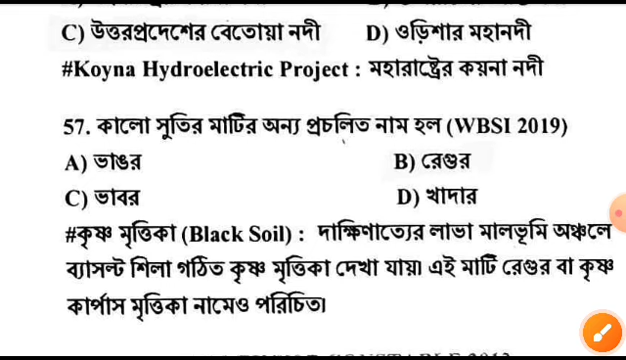 C) উত্তরপ্রদেশের বেতোয়া নদী D) ওড়িশার মহানদী
#Koyna Hydroelectric Project : মহারাষ্ট্রের কয়না নদী
57. কালো সুতির মাটির অন্য প্রচলিত নাম হল (WBSI 2019)
A) ভাঙর B) রেগুর
C) ভাবর D) খাদার
#কৃষ্ণ মৃত্তিকা (Black Soil) : দাক্ষিণাত্যের লাভা মালভূমি অঞ্চলে
ব্যাসল্ট শিলা গঠিত কৃষ্ণ মৃত্তিকা দেখা যায়। এই মাটি রেগুর বা কৃষ্ণ
কার্পাস মৃত্তিকা নামেও পরিচিত।